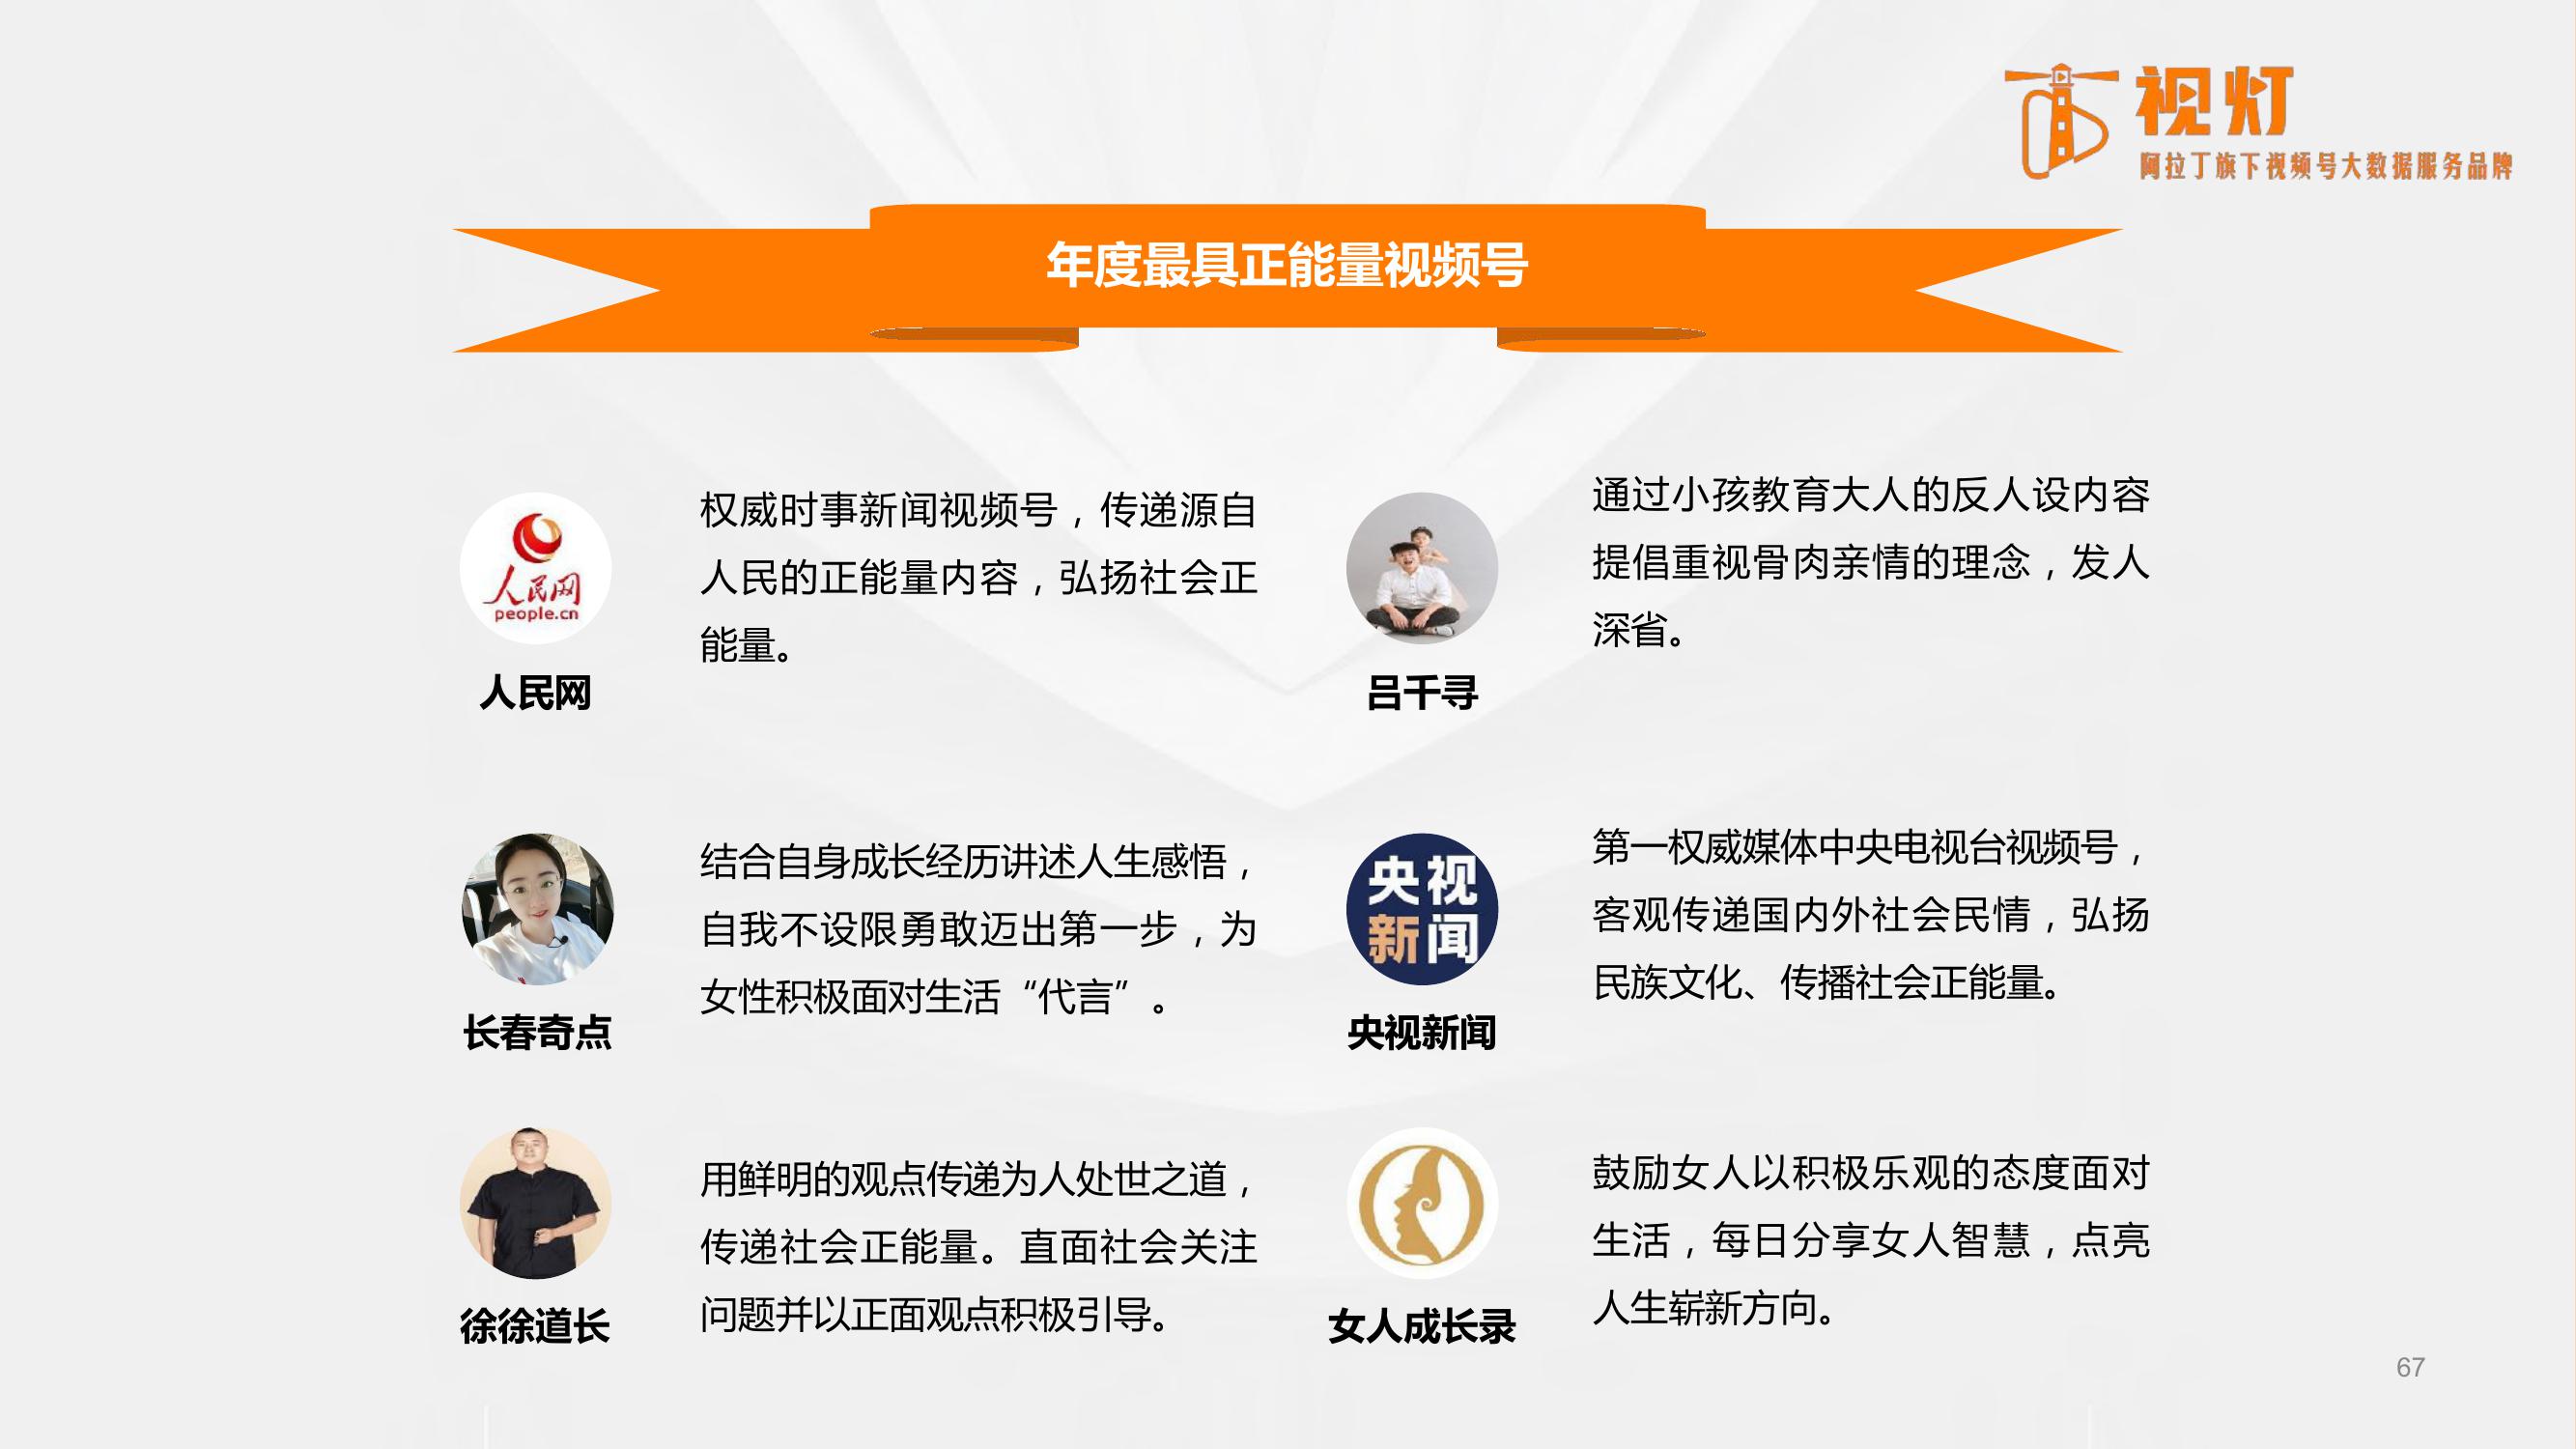 视灯
阿拉丁旗下视频号大数据服务品牌
年度最具正能量视频号
人民网
people.cn
人民网
权威时事新闻视频号，传递源自
人民的正能量内容，弘扬社会正
能量。
吕千寻
通过小孩教育大人的反人设内容
提倡重视骨肉亲情的理念，发人
深省。
长春奇点
结合自身成长经历讲述人生感悟，
自我不设限勇敢迈出第一步，为
女性积极面对生活“代言”。
央视
新闻
央视新闻
第一权威媒体中央电视台视频号，
客观传递国内外社会民情，弘扬
民族文化、传播社会正能量。
徐徐道长
用鲜明的观点传递为人处世之道，
传递社会正能量。直面社会关注
问题并以正面观点积极引导。
女人成长录
鼓励女人以积极乐观的态度面对
生活，每日分享女人智慧，点亮
人生崭新方向。
67